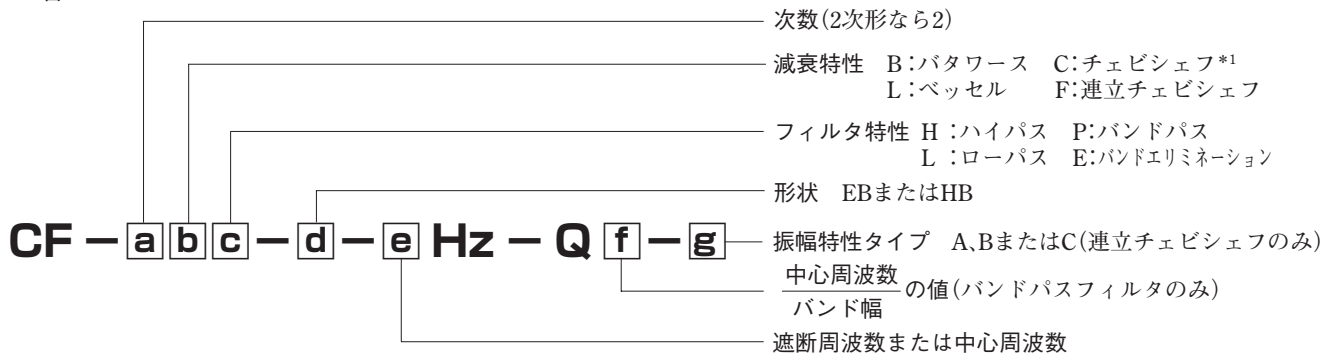 次数(2次形なら2)
減衰特性 B:バタワース C:チェビシェフ*1
L:ベッセル F:連立チェビシェフ
フィルタ特性 H:ハイパス P:バンドパス
L:ローパス E:バンドエリミネーション
形状 EBまたはHB
CF－a b c－d－e Hz－Q f－g
振幅特性タイプ A、BまたはC(連立チェビシェフのみ)
中心周波数
バンド幅
の値(バンドパスフィルタのみ)
遮断周波数または中心周波数